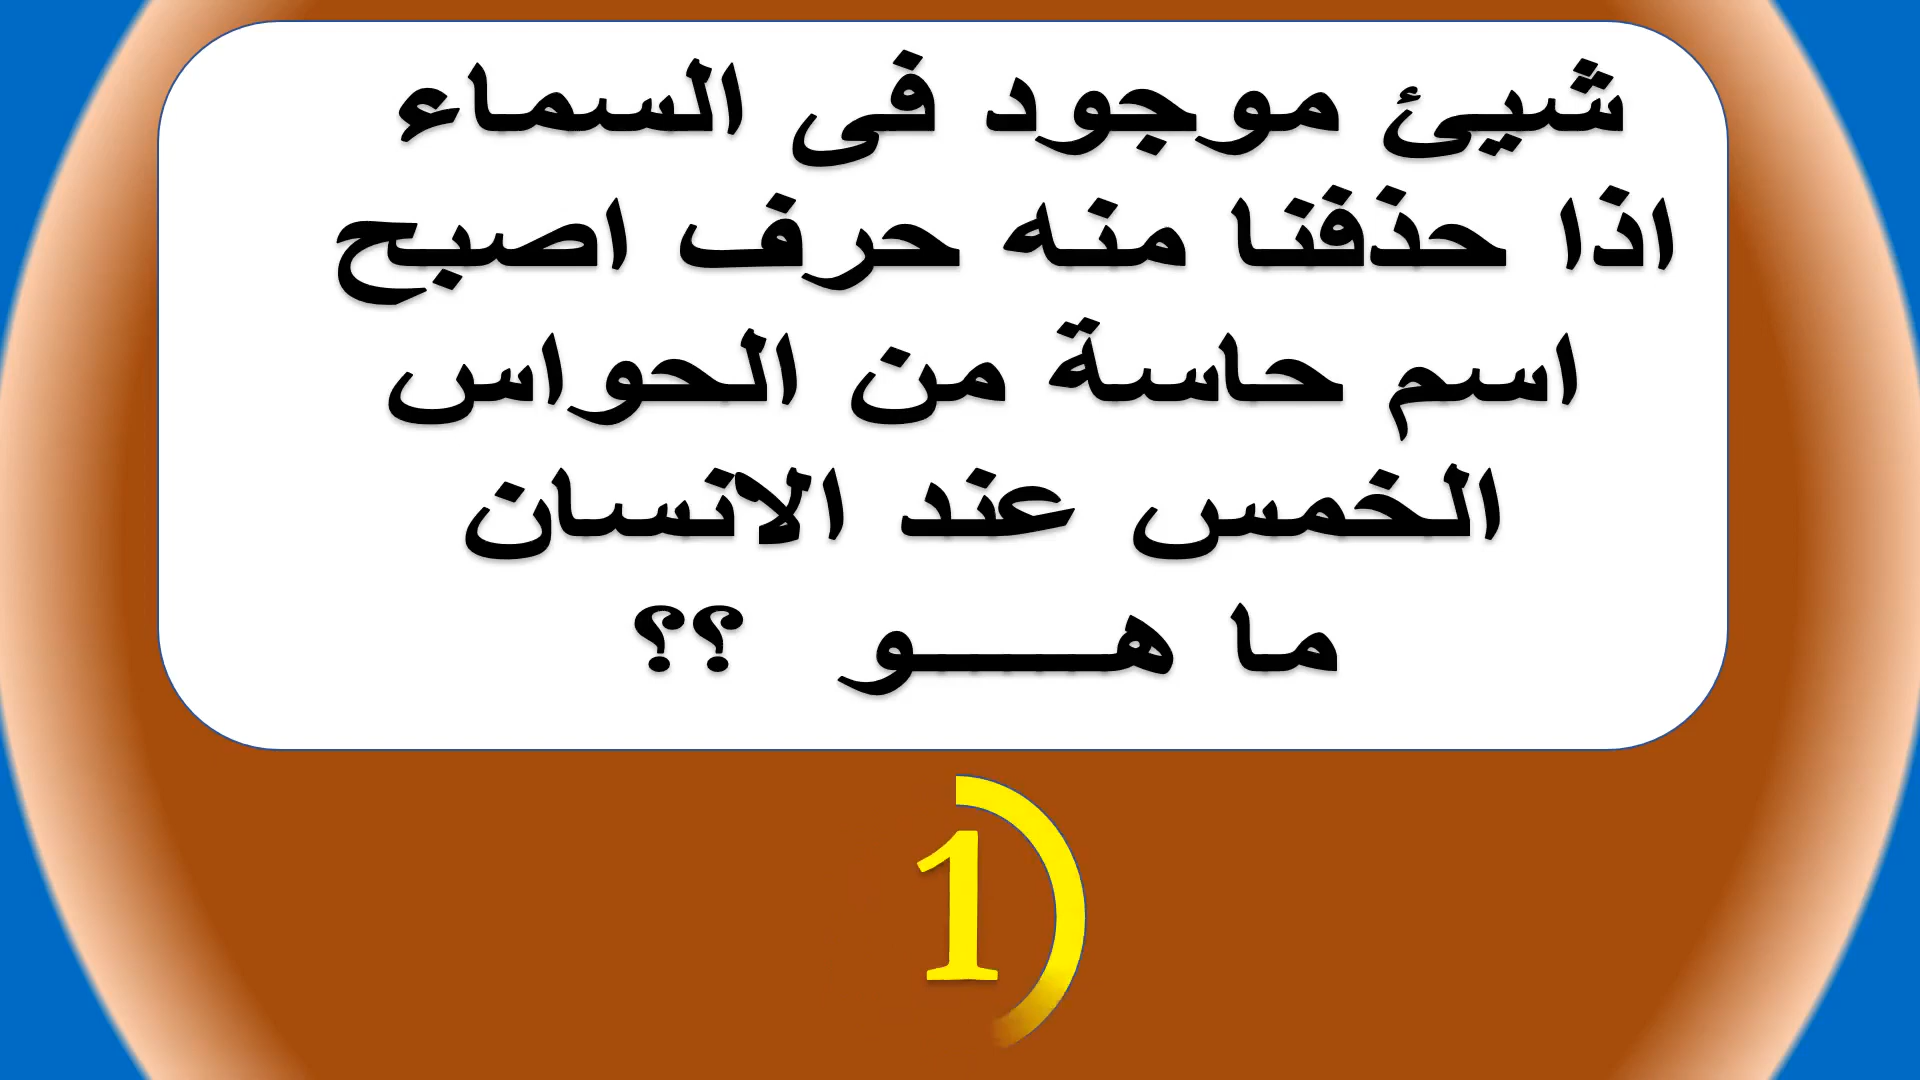 شيئ موجود فى السماء
اذا حذفنا منه حرف اصبح
اسم حاسة من الحواس
الخمس عند الانسان
ما هـــــو ؟؟
1